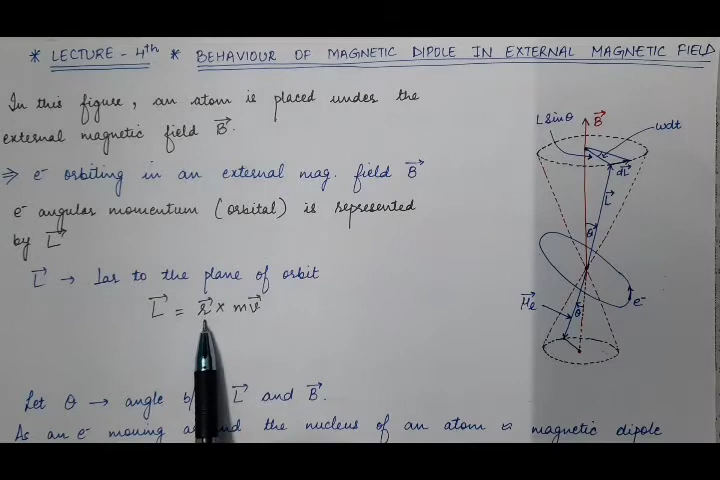 * LECTURE - 4th * BEHAVIOUR OF MAGNETIC DIPOLE IN EXTERNAL MAGNETIC FIELD
In this figure, an atom is placed under the
external magnetic field B⃗.
⇒ e⁻ orbiting in an external mag. field B⃗
e⁻ angular momentum (orbital) is represented
by L⃗
L⃗ → lar to the plane of orbit
L⃗ = r⃗ × mv⃗
Let θ → angle b/ L⃗ and B⃗.
As an e⁻ moving around the nucleus of an atom ≈ magnetic dipole
L sinθ
B⃗
ωdt
dL⃗
L⃗
θ
μ⃗e
θ
e⁻